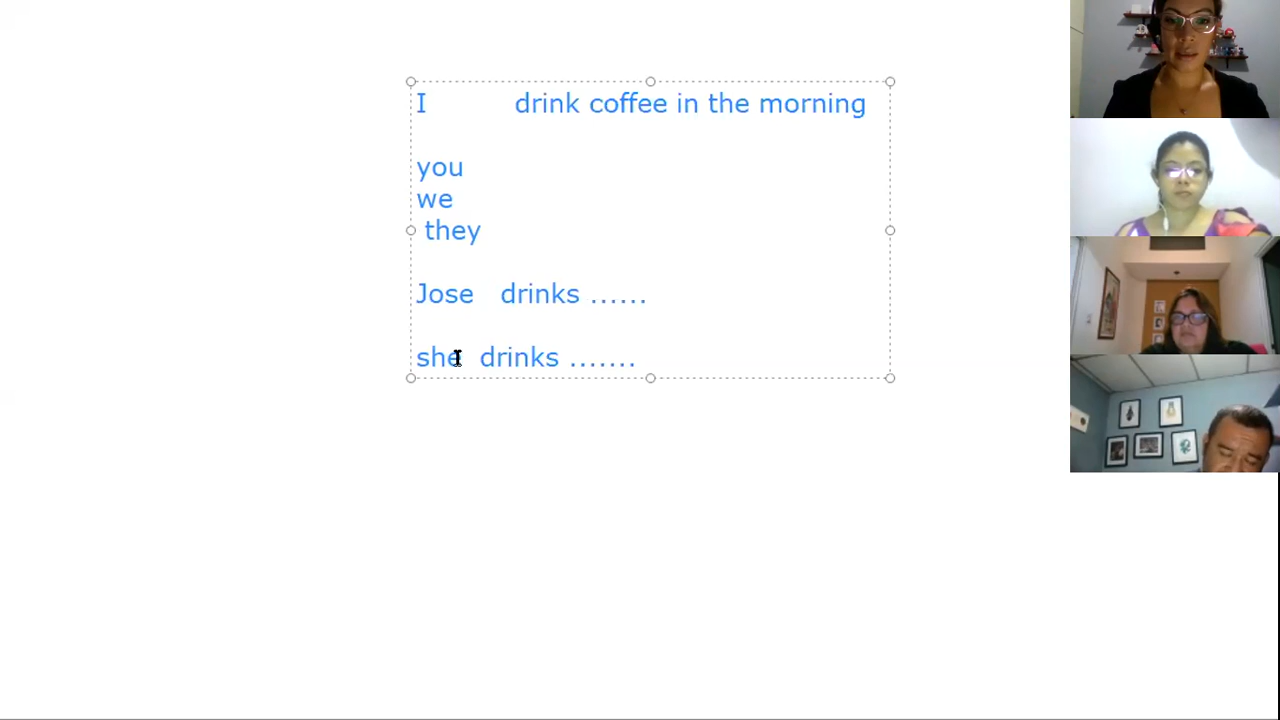 I drink coffee in the morning
you
we
they
Jose drinks ......
she drinks .......